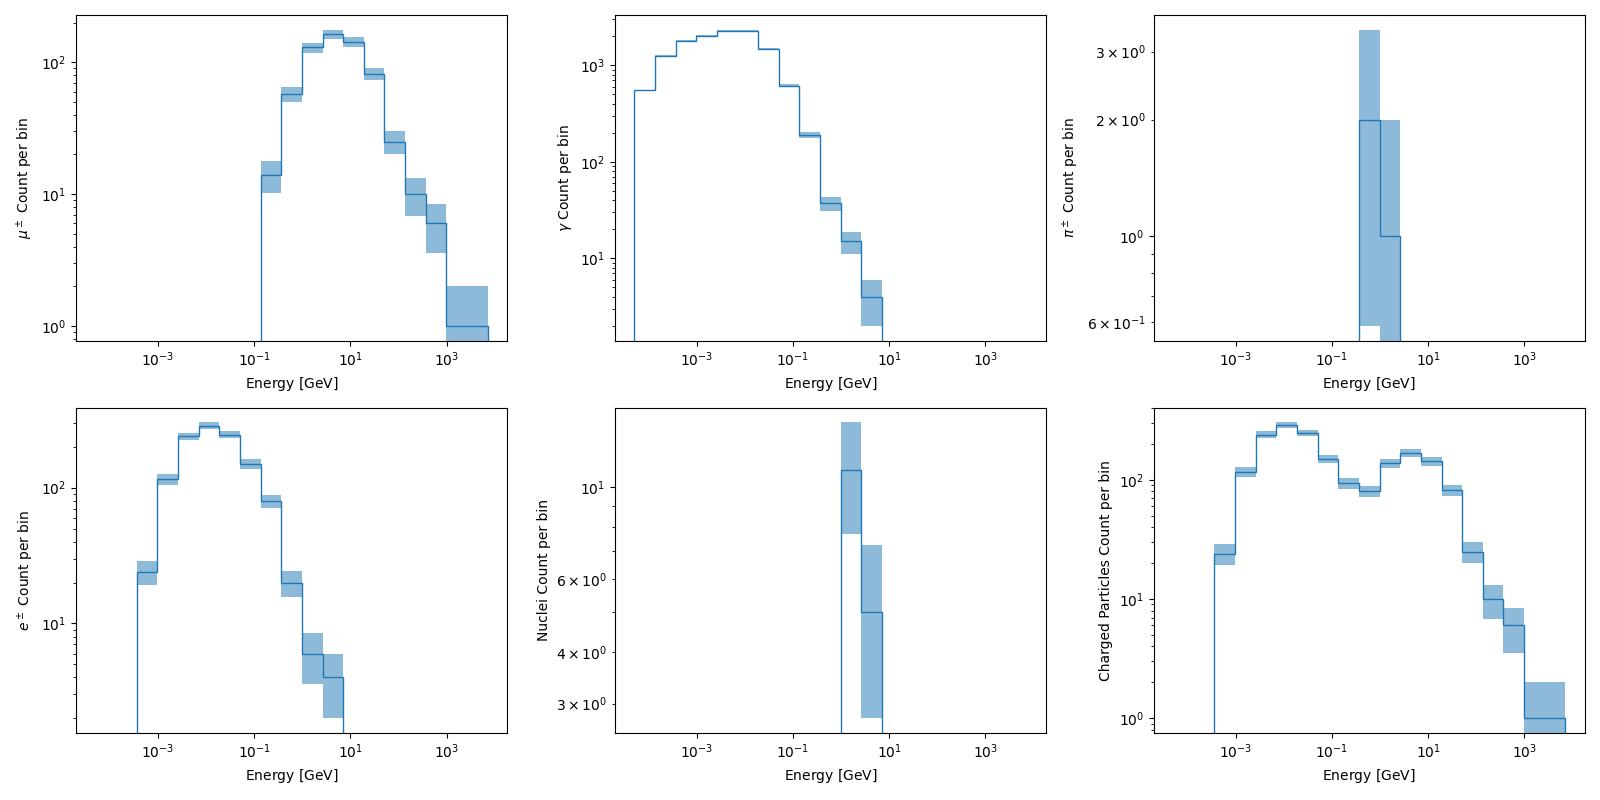 μ± Count per bin
10²
10¹
10⁰
10⁻³ 10⁻¹ 10¹ 10³
Energy [GeV]
γ Count per bin
10³
10²
10¹
10⁻³ 10⁻¹ 10¹ 10³
Energy [GeV]
π± Count per bin
3 × 10⁰
2 × 10⁰
10⁰
6 × 10⁻¹
10⁻³ 10⁻¹ 10¹ 10³
Energy [GeV]
e± Count per bin
10²
10¹
10⁻³ 10⁻¹ 10¹ 10³
Energy [GeV]
Nuclei Count per bin
10¹
6 × 10⁰
4 × 10⁰
3 × 10⁰
10⁻³ 10⁻¹ 10¹ 10³
Energy [GeV]
Charged Particles Count per bin
10²
10¹
10⁰
10⁻³ 10⁻¹ 10¹ 10³
Energy [GeV]